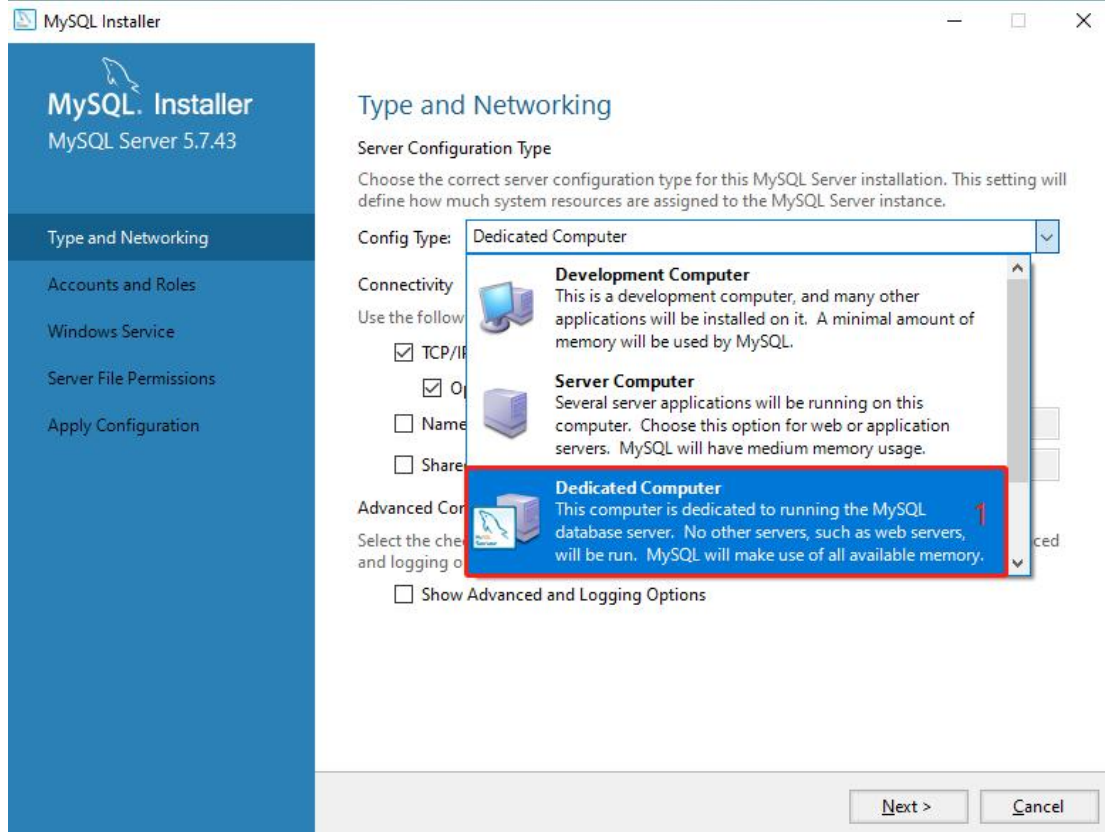 MySQL Installer
MySQL. Installer
MySQL Server 5.7.43
Type and Networking
Accounts and Roles
Windows Service
Server File Permissions
Apply Configuration
Type and Networking
Server Configuration Type
Choose the correct server configuration type for this MySQL Server installation. This setting will
define how much system resources are assigned to the MySQL Server instance.
Config Type: Dedicated Computer
Development Computer
This is a development computer, and many other
applications will be installed on it. A minimal amount of
memory will be used by MySQL.
Server Computer
Several server applications will be running on this
computer. Choose this option for web or application
servers. MySQL will have medium memory usage.
Dedicated Computer
This computer is dedicated to running the MySQL
database server. No other servers, such as web servers,
will be run. MySQL will make use of all available memory.
1
Connectivity
Use the follow
TCP/IP
Name
Share
Advanced Con
Select the che
and logging o
Show Advanced and Logging Options
Next >
Cancel